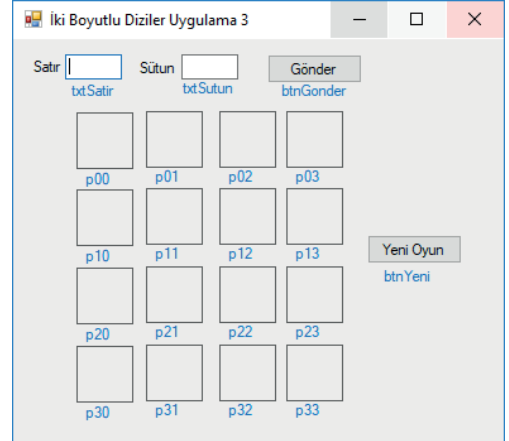 İki Boyutlu Diziler Uygulama 3
Satır Sütun Gönder
txtSatir txtSutun btnGonder
p00 p01 p02 p03
p10 p11 p12 p13
Yeni Oyun
btnYeni
p20 p21 p22 p23
p30 p31 p32 p33